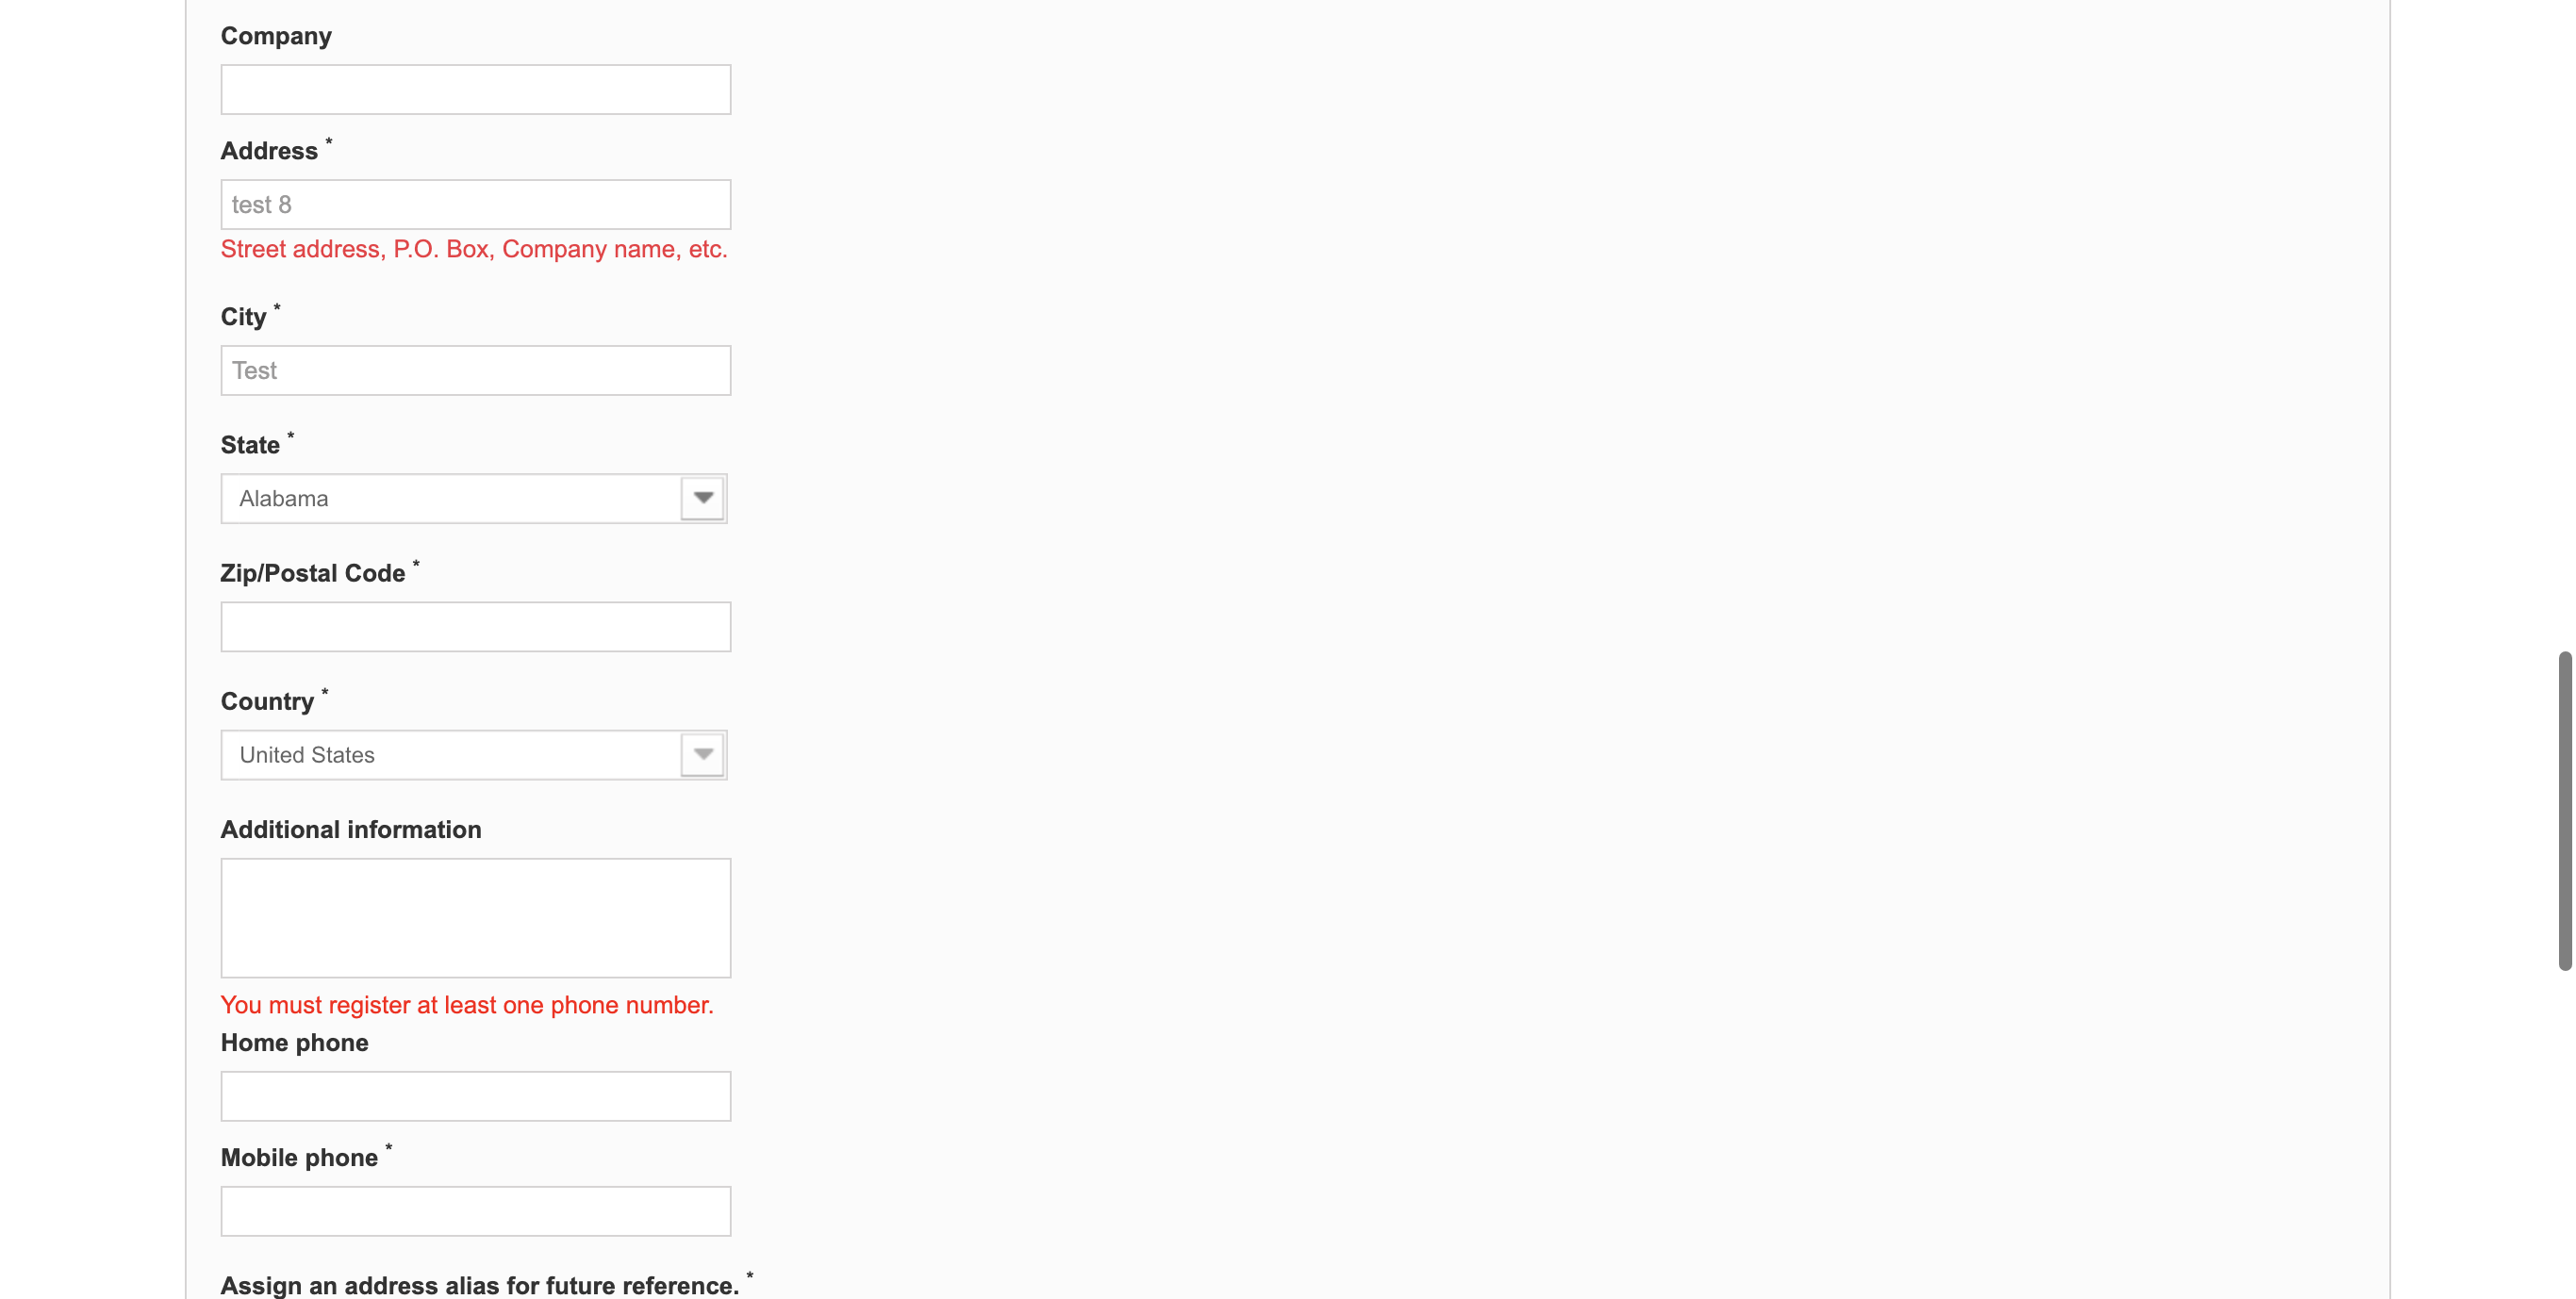 Company
Address *
test 8
Street address, P.O. Box, Company name, etc.
City *
Test
State *
Alabama
Zip/Postal Code *
Country *
United States
Additional information
You must register at least one phone number.
Home phone
Mobile phone *
Assign an address alias for future reference. *